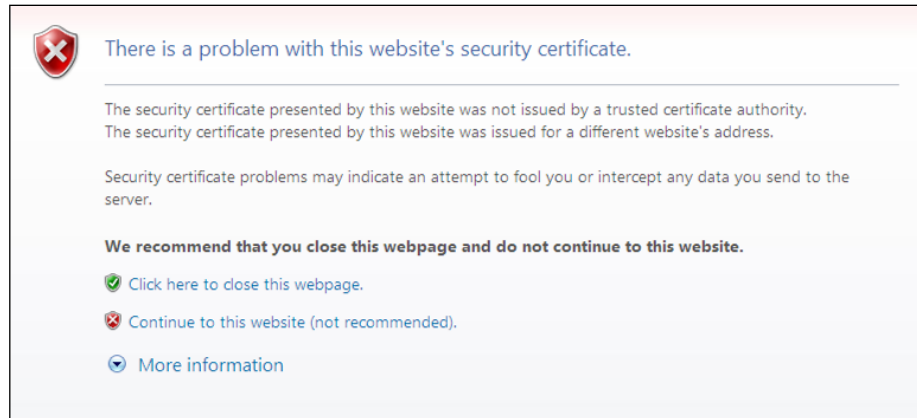 There is a problem with this website's security certificate.
The security certificate presented by this website was not issued by a trusted certificate authority.
The security certificate presented by this website was issued for a different website's address.
Security certificate problems may indicate an attempt to fool you or intercept any data you send to the
server.
We recommend that you close this webpage and do not continue to this website.
Click here to close this webpage.
Continue to this website (not recommended).
More information